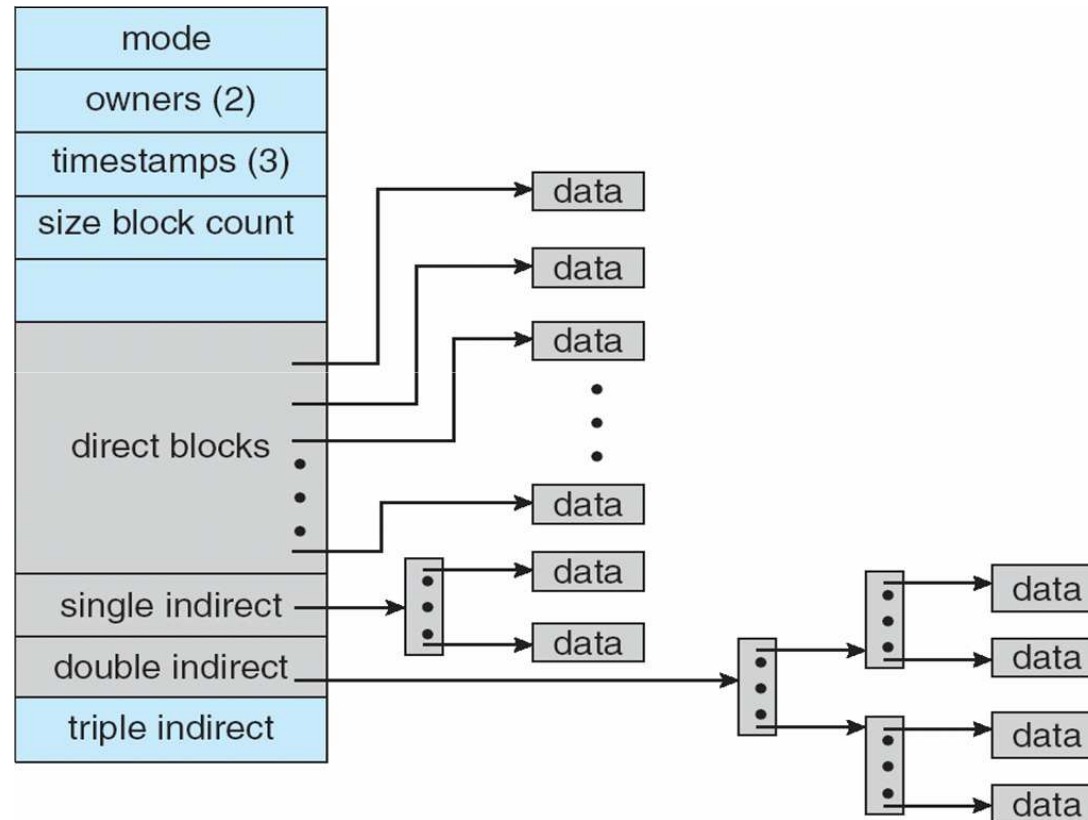 mode
owners (2)
timestamps (3)
size block count
data
data
data
direct blocks
data
data
single indirect
data
data
data
double indirect
data
triple indirect
data